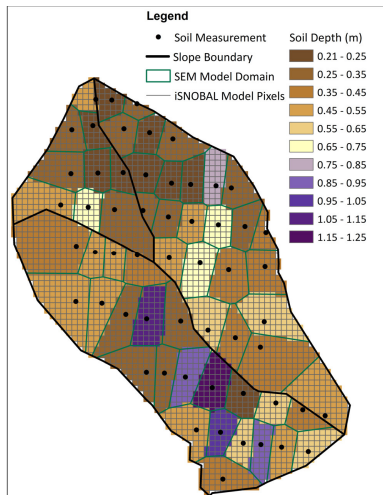 Legend
Soil Measurement
Slope Boundary
SEM Model Domain
iSNOBAL Model Pixels
Soil Depth (m)
0.21 - 0.25
0.25 - 0.35
0.35 - 0.45
0.45 - 0.55
0.55 - 0.65
0.65 - 0.75
0.75 - 0.85
0.85 - 0.95
0.95 - 1.05
1.05 - 1.15
1.15 - 1.25